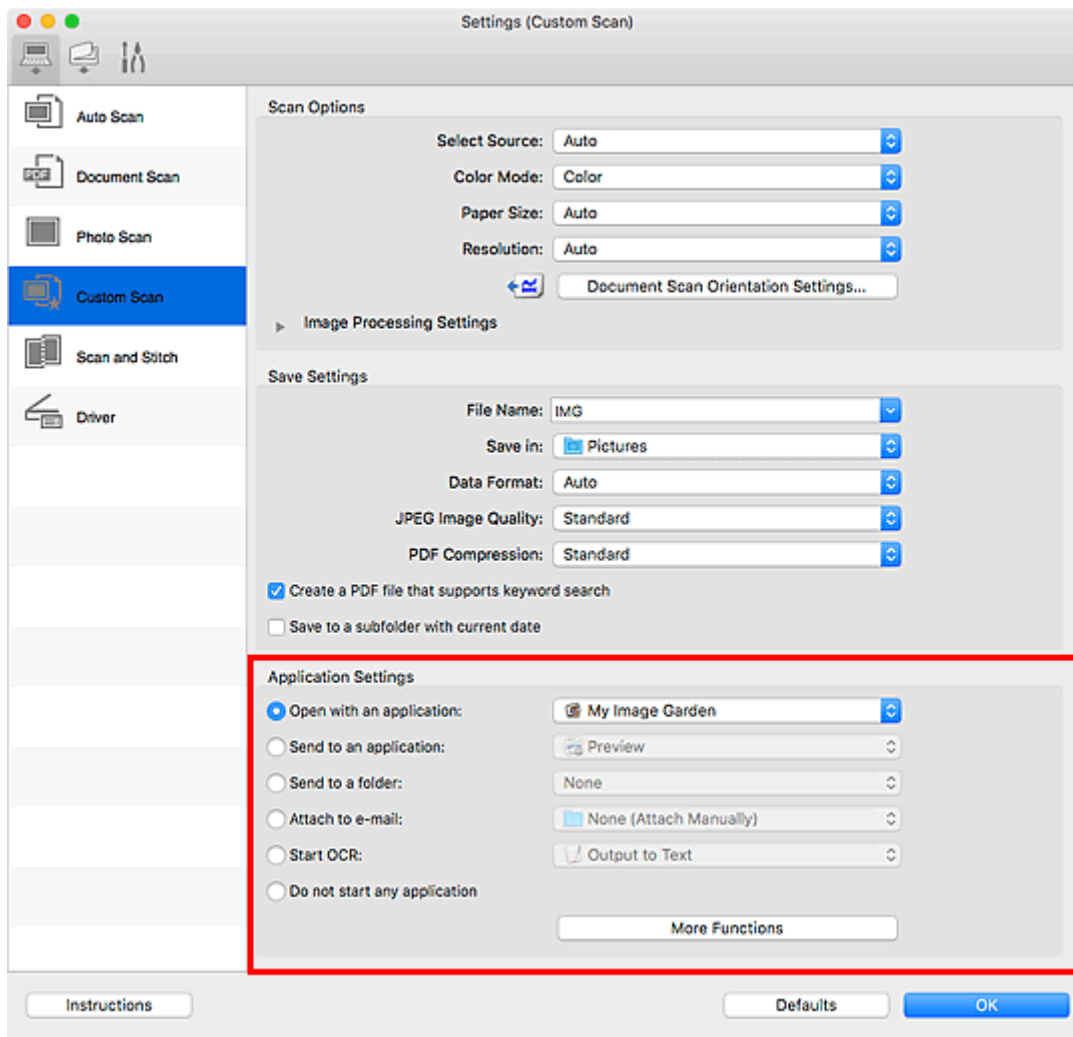 Settings (Custom Scan)
Auto Scan
PDF
Document Scan
Photo Scan
Custom Scan
Scan and Stitch
Driver
Scan Options
Select Source: Auto
Color Mode: Color
Paper Size: Auto
Resolution: Auto
Document Scan Orientation Settings...
Image Processing Settings
Save Settings
File Name: IMG
Save in: Pictures
Data Format: Auto
JPEG Image Quality: Standard
PDF Compression: Standard
Create a PDF file that supports keyword search
Save to a subfolder with current date
Application Settings
Open with an application: My Image Garden
Send to an application: Preview
Send to a folder: None
Attach to e-mail: None (Attach Manually)
Start OCR: Output to Text
Do not start any application
More Functions
Instructions Defaults OK